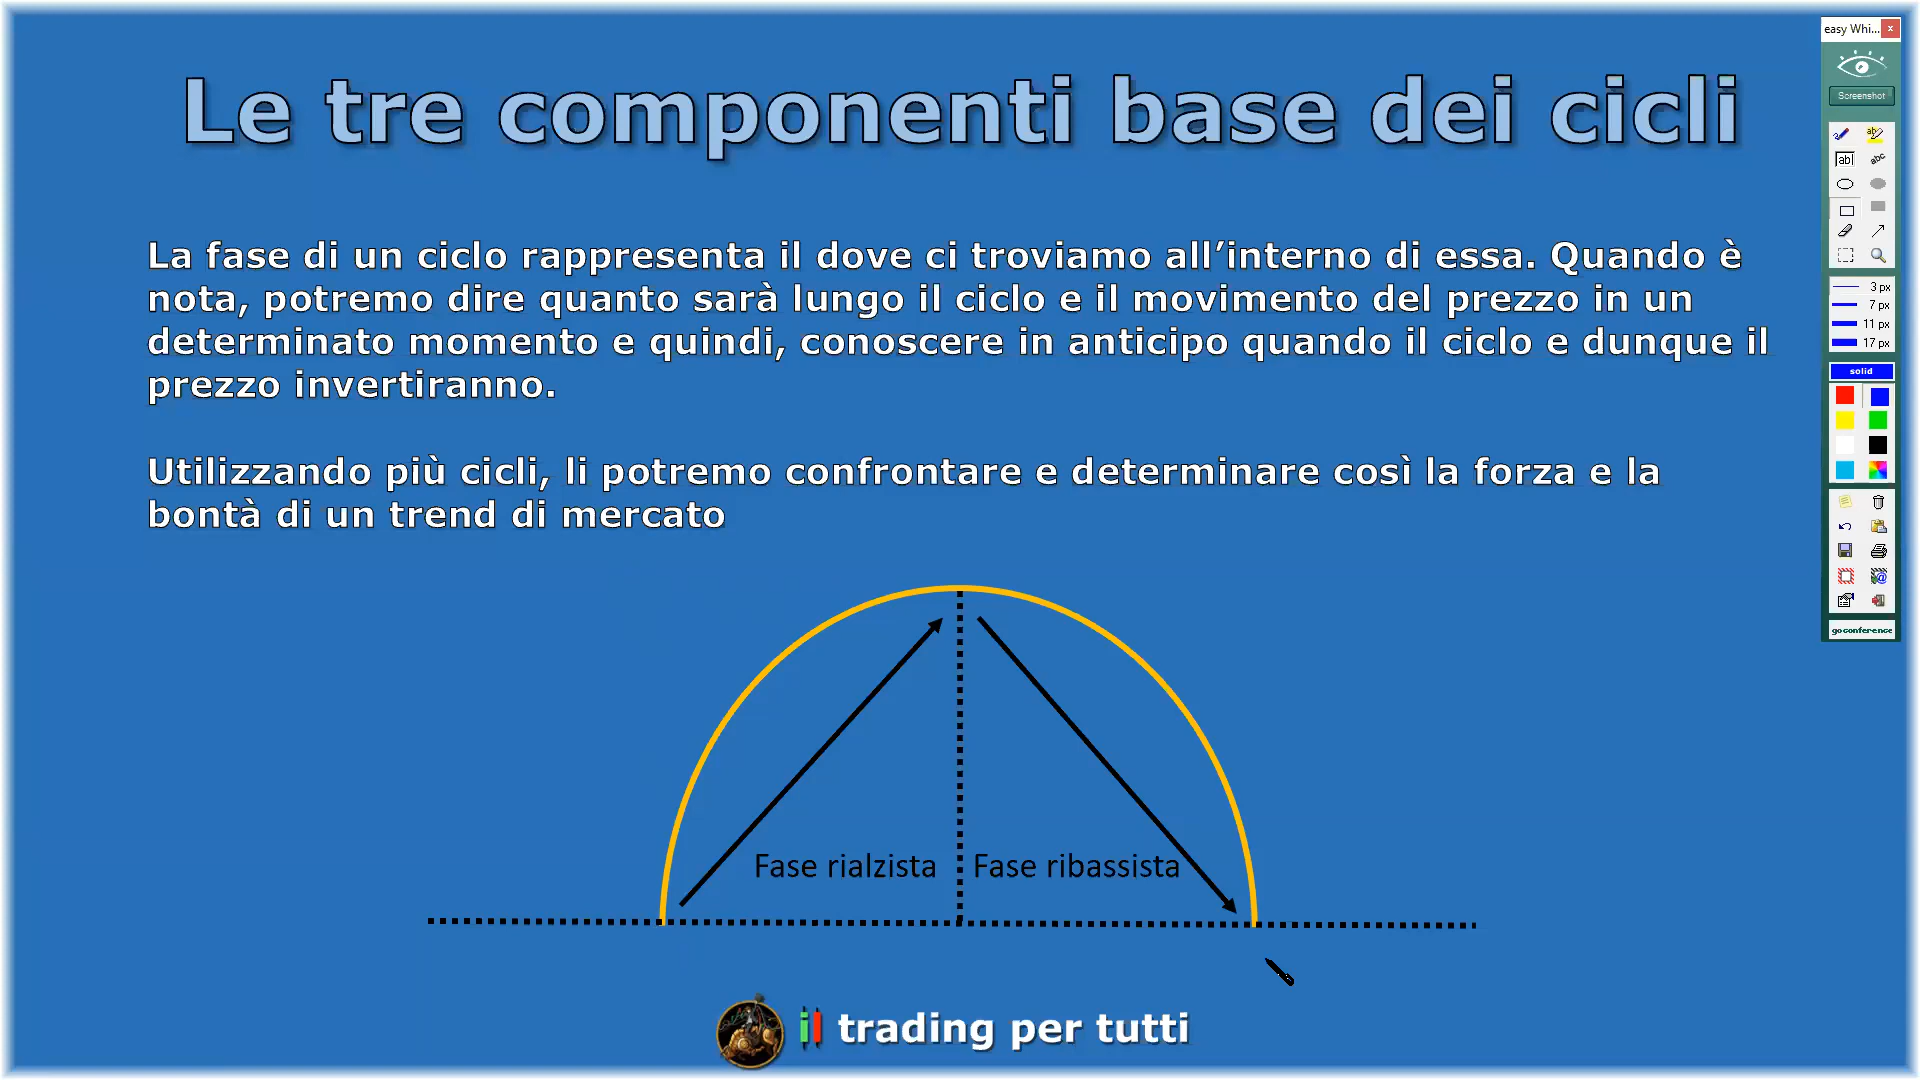 easy Whi...
Screenshot
Le tre componenti base dei cicli
La fase di un ciclo rappresenta il dove ci troviamo all’interno di essa. Quando è
nota, potremo dire quanto sarà lungo il ciclo e il movimento del prezzo in un
determinato momento e quindi, conoscere in anticipo quando il ciclo e dunque il
prezzo invertiranno.
Utilizzando più cicli, li potremo confrontare e determinare così la forza e la
bontà di un trend di mercato
Fase rialzista
Fase ribassista
il trading per tutti
ab
ab
abc
3 px
7 px
11 px
17 px
solid
goconference